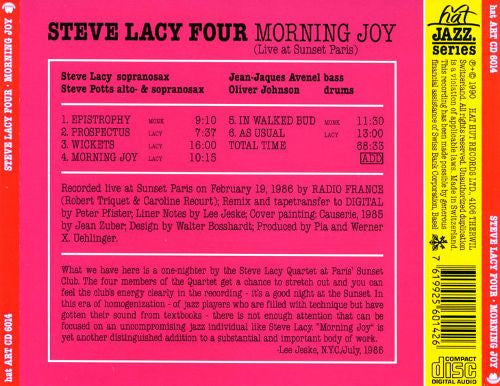 STEVE LACY FOUR MORNING JOY
(Live at Sunset Paris)
Steve Lacy sopranosax
Steve Potts alto- & sopranosax
Jean-Jaques Avenel bass
Oliver Johnson drums
1. EPISTROPHY MONK 9:10
2. PROSPECTUS LACY 7:37
3. WICKETS LACY 16:00
4. MORNING JOY LACY 10:15
5. IN WALKED BUD MONK 11:30
6. AS USUAL LACY 13:00
TOTAL TIME 68:33
ADD
Recorded live at Sunset Paris on February 19, 1986 by RADIO FRANCE
(Robert Triquet & Caroline Recurt); Remix and tapetransfer to DIGITAL
by Peter Pfister; Liner Notes by Lee Jeske; Cover painting: Causerie, 1985
by Jean Zuber; Design by Walter Bosshardt; Produced by Pia and Werner
X. Uehlinger.
What we have here is a one-nighter by the Steve Lacy Quartet at Paris' Sunset
Club. The four members of the Quartet get a chance to stretch out and you can
feel the club's energy clearly in the recording - it's a good night at the Sunset. In
this era of homogenization - of jazz players who are filled with technique but have
gotten their sound from textbooks - there is not enough attention that can be
focused on an uncompromising jazz individual like Steve Lacy. "Morning Joy" is
yet another distinguished addition to a substantial and important body of work.
-Lee Jeske, N.Y.C, July, 1986
hat ART CD 6014 STEVE LACY FOUR · MORNING JOY
hat
JAZZ.
series
℗ + © 1990 HAT HUT RECORDS LTD., 4106 THERWIL
Switzerland. All rights reserved. Unauthorized duplication
is a violation of applicable laws. Made in Switzerland.
This recording has been made possible by generous
financial assistance of Swiss Bank Corporation, Basel
7 619925 601426
COMPACT
disc
DIGITAL AUDIO
STEVE LACY FOUR · MORNING JOY hat ART CD 6014